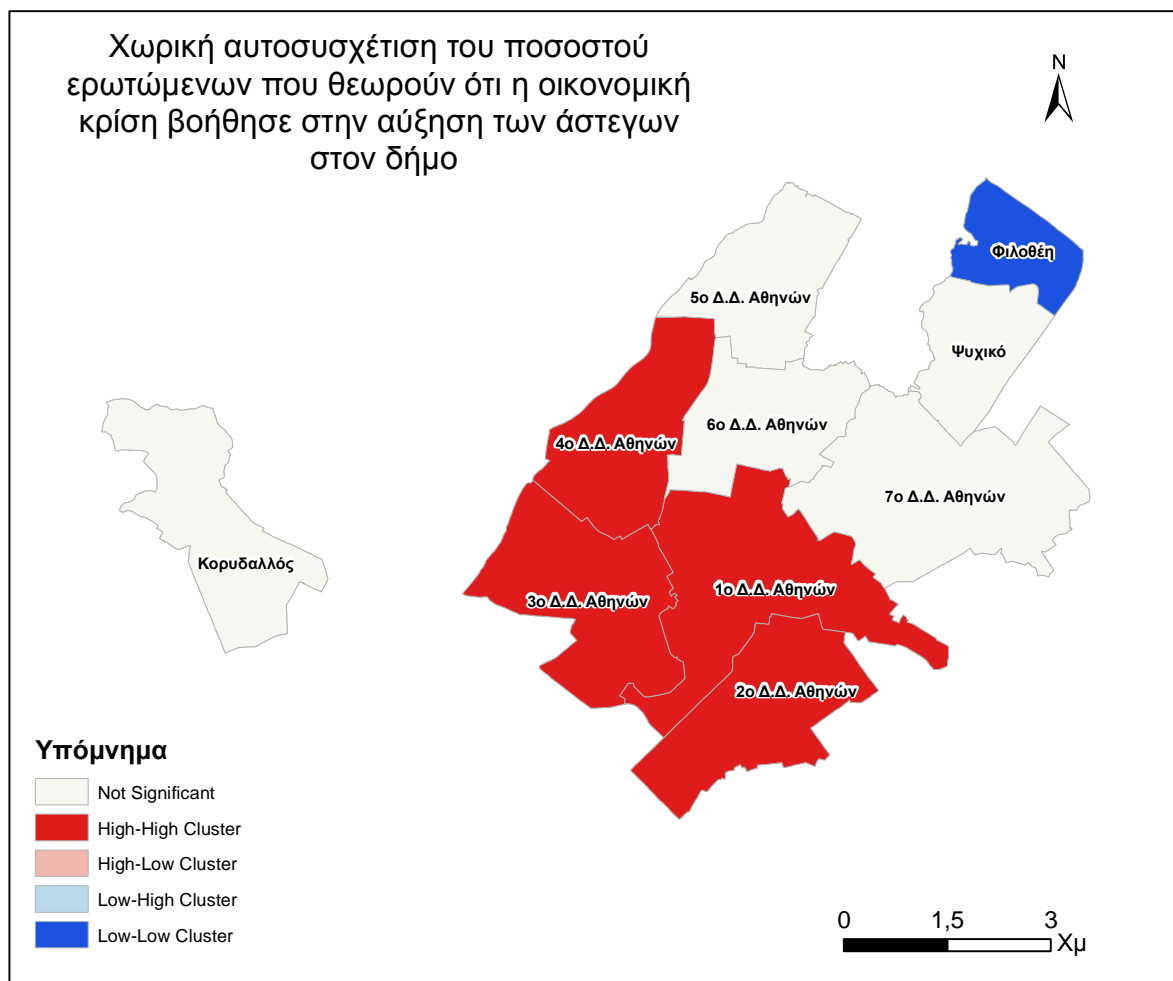 Χωρική αυτοσυσχέτιση του ποσοστού
ερωτώμενων που θεωρούν ότι η οικονομική
κρίση βοήθησε στην αύξηση των άστεγων
στον δήμο
N
Φιλοθέη
5ο Δ.Δ. Αθηνών
Ψυχικό
6ο Δ.Δ. Αθηνών
4ο Δ.Δ. Αθηνών
7ο Δ.Δ. Αθηνών
Κορυδαλλός
1ο Δ.Δ. Αθηνών
3ο Δ.Δ. Αθηνών
2ο Δ.Δ. Αθηνών
Υπόμνημα
Not Significant
High-High Cluster
High-Low Cluster
Low-High Cluster
Low-Low Cluster
0 1,5 3
Χμ